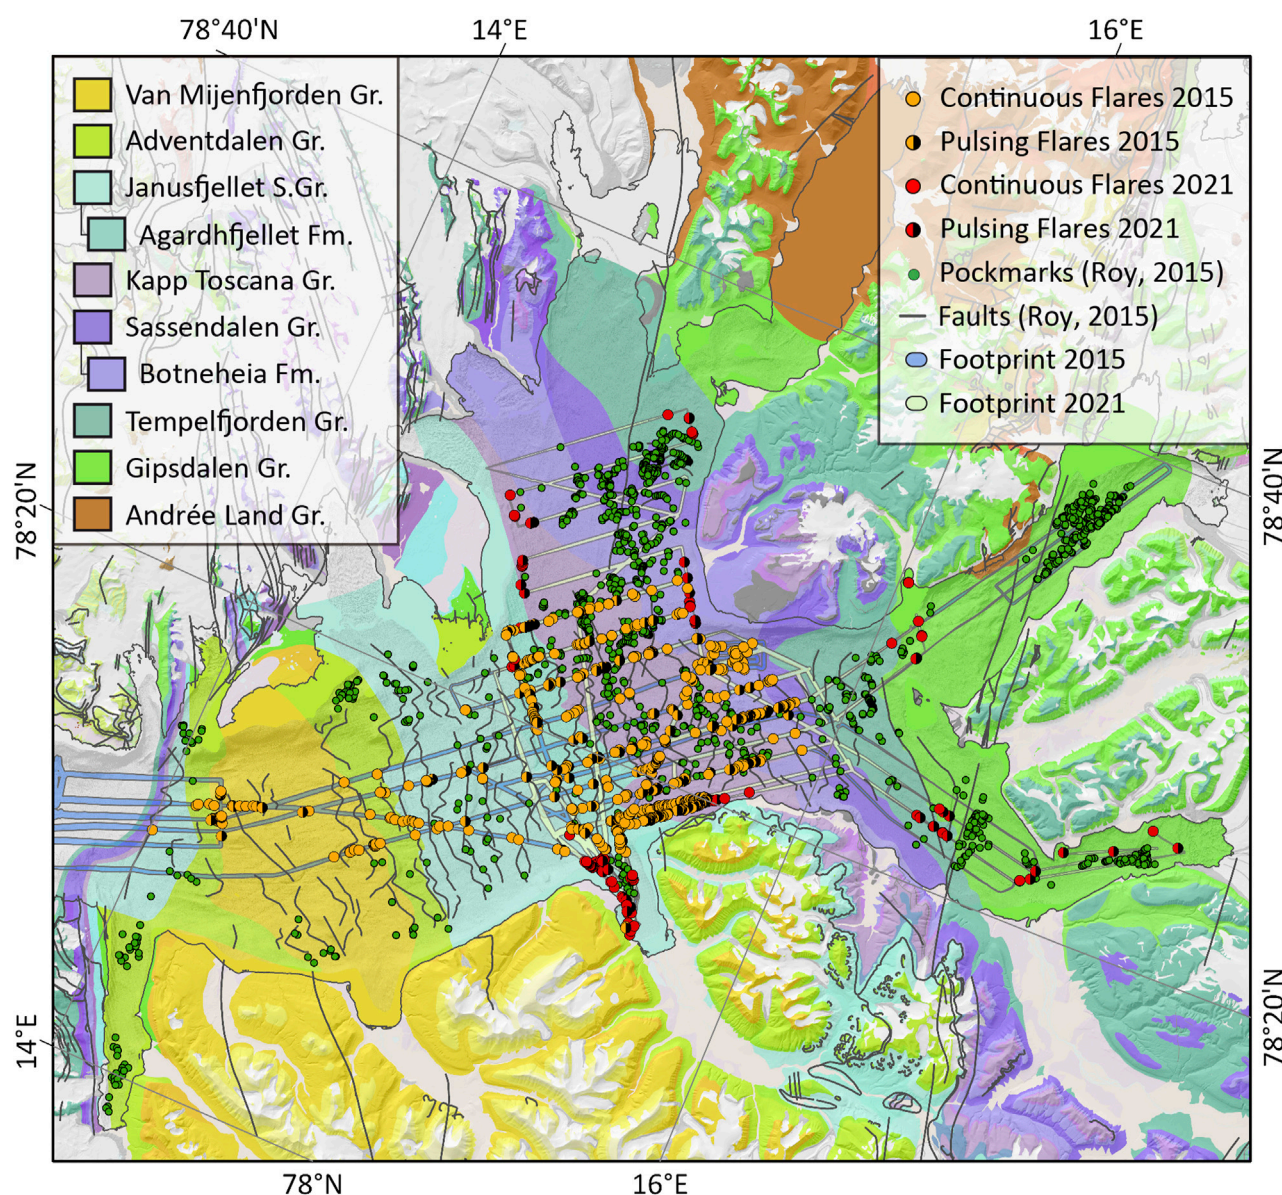 78°40'N
14°E
16°E
Van Mijenfjorden Gr.
Adventdalen Gr.
Janusfjellet S.Gr.
Agardhfjellet Fm.
Kapp Toscana Gr.
Sassendalen Gr.
Botneheia Fm.
Tempelfjorden Gr.
Gipsdalen Gr.
Andrée Land Gr.
Continuous Flares 2015
Pulsing Flares 2015
Continuous Flares 2021
Pulsing Flares 2021
Pockmarks (Roy, 2015)
Faults (Roy, 2015)
Footprint 2015
Footprint 2021
78°20'N
78°40'N
14°E
78°20'N
78°N
16°E